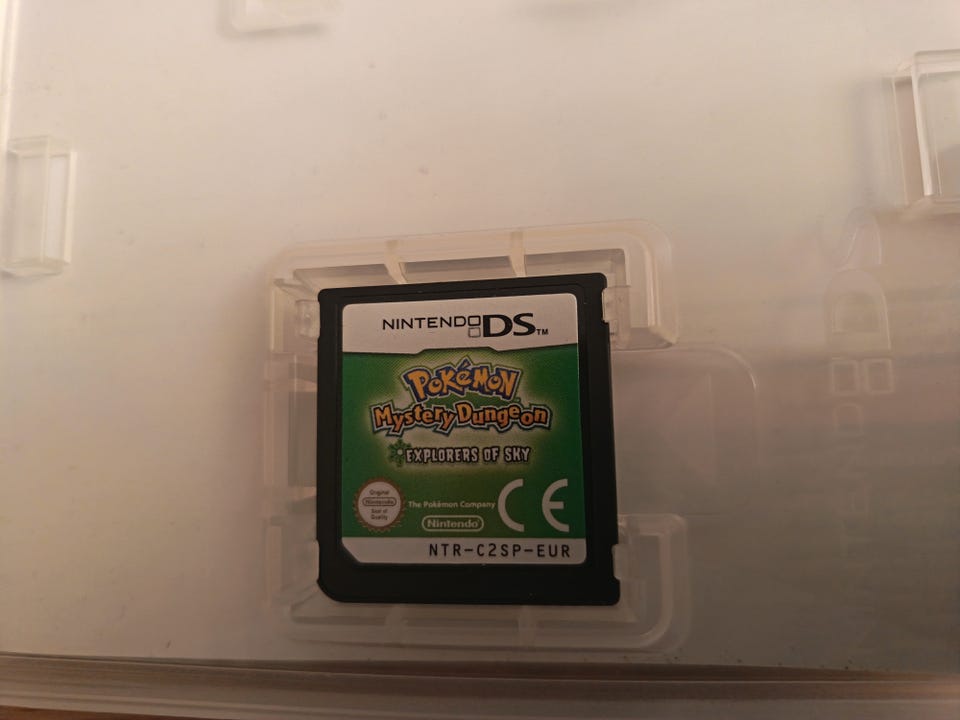 NINTENDO DS™
POKéMON
Mystery Dungeon
EXPLORERS OF SKY
Original
Nintendo
Seal of
Quality
The Pokémon Company
Nintendo
CE
NTR-C2SP-EUR